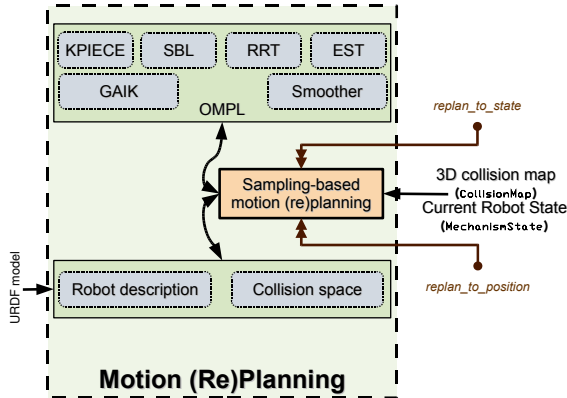 KPIECE
SBL
RRT
EST
GAIK
Smoother
OMPL
replan_to_state
Sampling-based
motion (re)planning
3D collision map
(CollisionMap)
Current Robot State
(MechanismState)
replan_to_position
URDF model
Robot description
Collision space
Motion (Re)Planning